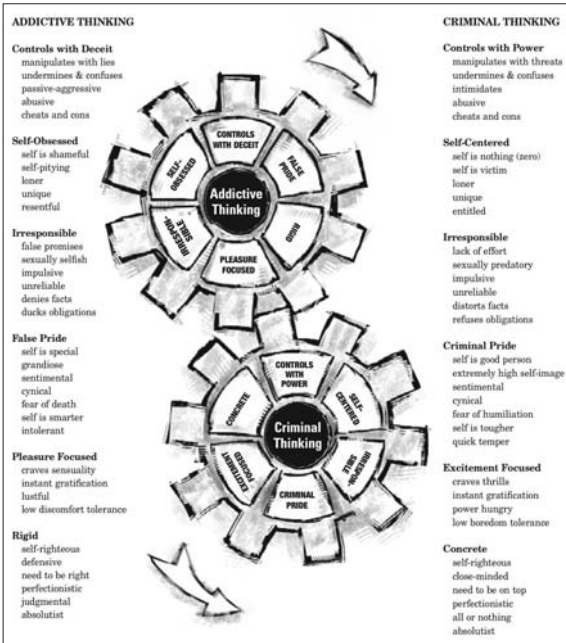 ADDICTIVE THINKING
Controls with Deceit
manipulates with lies
undermines & confuses
passive-aggressive
abusive
cheats and cons
Self-Obsessed
self is shameful
self-pitying
loner
unique
resentful
Irresponsible
false promises
sexually selfish
impulsive
unreliable
denies facts
ducks obligations
False Pride
self is special
grandiose
sentimental
cynical
fear of death
self is smarter
intolerant
Pleasure Focused
craves sensuality
instant gratification
lustful
low discomfort tolerance
Rigid
self-righteous
defensive
need to be right
perfectionistic
judgmental
absolutist
CONTROLS
WITH DECEIT
FALSE
PRIDE
RIGID
PLEASURE
FOCUSED
IRRESPON-
SIBLE
SELF-
OBSESSED
Addictive
Thinking
CONTROLS
WITH
POWER
SELF-
CENTERED
IRRESPON-
SIBLE
CRIMINAL
PRIDE
EXCITEMENT
FOCUSED
CONCRETE
Criminal
Thinking
CRIMINAL THINKING
Controls with Power
manipulates with threats
undermines & confuses
intimidates
abusive
cheats and cons
Self-Centered
self is nothing (zero)
self is victim
loner
unique
entitled
Irresponsible
lack of effort
sexually predatory
impulsive
unreliable
distorts facts
refuses obligations
Criminal Pride
self is good person
extremely high self-image
sentimental
cynical
fear of humiliation
self is tougher
quick temper
Excitement Focused
craves thrills
instant gratification
power hungry
low boredom tolerance
Concrete
self-righteous
close-minded
need to be on top
perfectionistic
all or nothing
absolutist